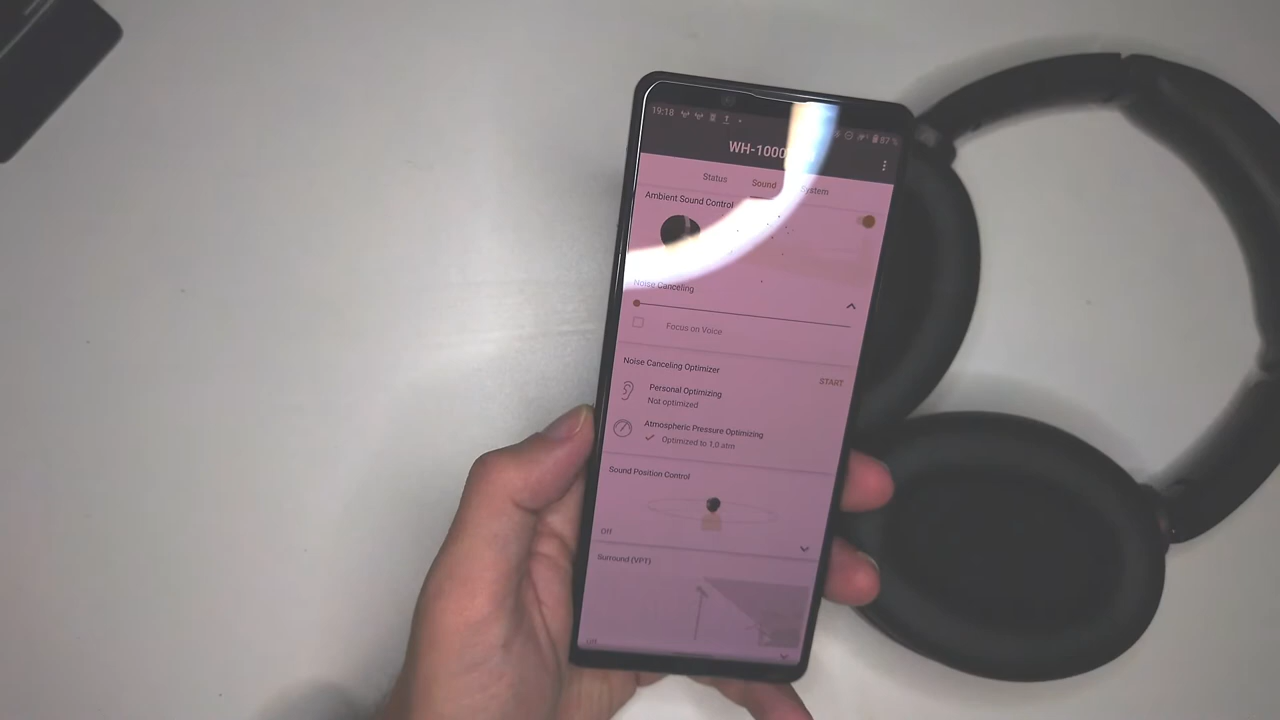 19:18 87 %
WH-1000
Status Sound System
Ambient Sound Control
Noise Canceling
Focus on Voice
Noise Canceling Optimizer
START
Personal Optimizing
Not optimized
Atmospheric Pressure Optimizing
Optimized to 1.0 atm
Sound Position Control
Off
Surround (VPT)
Off